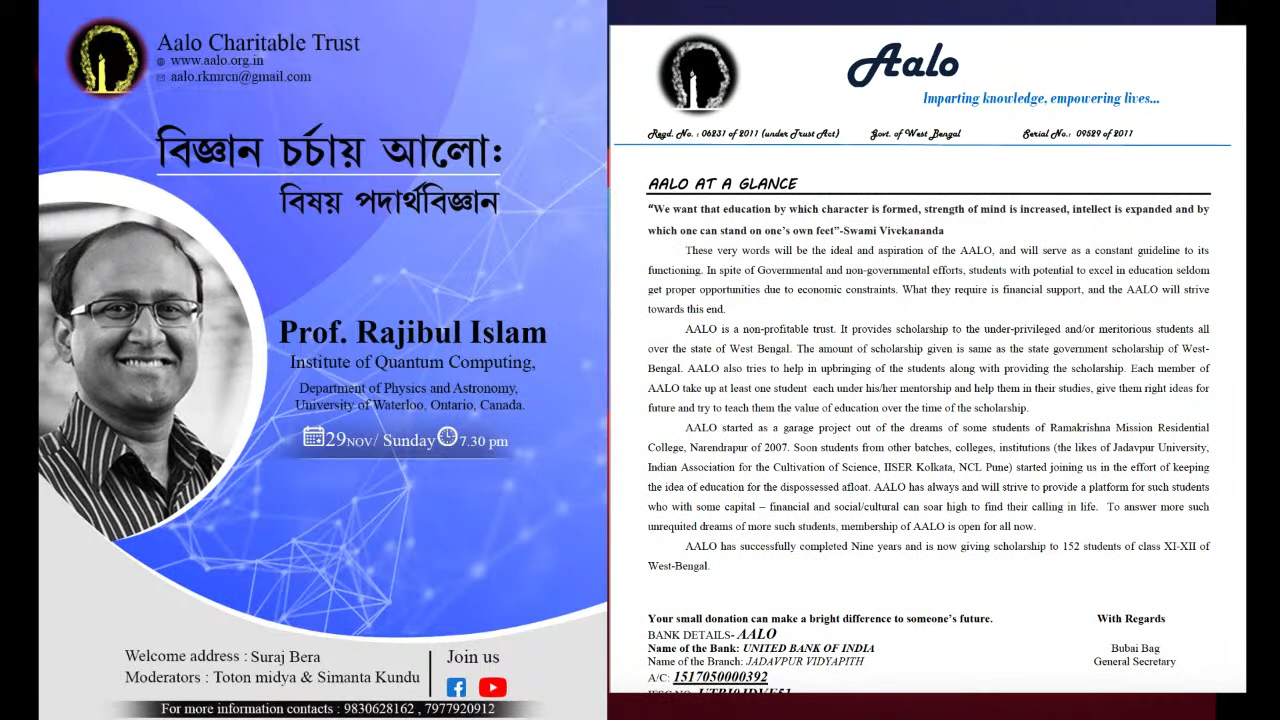 Aalo Charitable Trust
www.aalo.org.in
aalo.rkmrcn@gmail.com
বিজ্ঞান চর্চায় আলো:
বিষয় পদার্থবিজ্ঞান
Prof. Rajibul Islam
Institute of Quantum Computing,
Department of Physics and Astronomy,
University of Waterloo, Ontario, Canada.
29NOV/ Sunday 7.30 pm
Welcome address : Suraj Bera
Moderators : Toton midya & Simanta Kundu
Join us
For more information contacts : 9830628162 , 7977920912
Aalo
Imparting knowledge, empowering lives...
Regd. No. : 06231 of 2011 (under Trust Act) Govt. of West Bengal Serial No.: 09529 of 2011
AALO AT A GLANCE
“We want that education by which character is formed, strength of mind is increased, intellect is expanded and by
which one can stand on one’s own feet”-Swami Vivekananda
These very words will be the ideal and aspiration of the AALO, and will serve as a constant guideline to its
functioning. In spite of Governmental and non-governmental efforts, students with potential to excel in education seldom
get proper opportunities due to economic constraints. What they require is financial support, and the AALO will strive
towards this end.
AALO is a non-profitable trust. It provides scholarship to the under-privileged and/or meritorious students all
over the state of West Bengal. The amount of scholarship given is same as the state government scholarship of West-
Bengal. AALO also tries to help in upbringing of the students along with providing the scholarship. Each member of
AALO take up at least one student each under his/her mentorship and help them in their studies, give them right ideas for
future and try to teach them the value of education over the time of the scholarship.
AALO started as a garage project out of the dreams of some students of Ramakrishna Mission Residential
College, Narendrapur of 2007. Soon students from other batches, colleges, institutions (the likes of Jadavpur University,
Indian Association for the Cultivation of Science, IISER Kolkata, NCL Pune) started joining us in the effort of keeping
the idea of education for the dispossessed afloat. AALO has always and will strive to provide a platform for such students
who with some capital – financial and social/cultural can soar high to find their calling in life. To answer more such
unrequited dreams of more such students, membership of AALO is open for all now.
AALO has successfully completed Nine years and is now giving scholarship to 152 students of class XI-XII of
West-Bengal.
Your small donation can make a bright difference to someone’s future.
BANK DETAILS- AALO
Name of the Bank: UNITED BANK OF INDIA
Name of the Branch: JADAVPUR VIDYAPITH
A/C: 1517050000392
With Regards
Bubai Bag
General Secretary